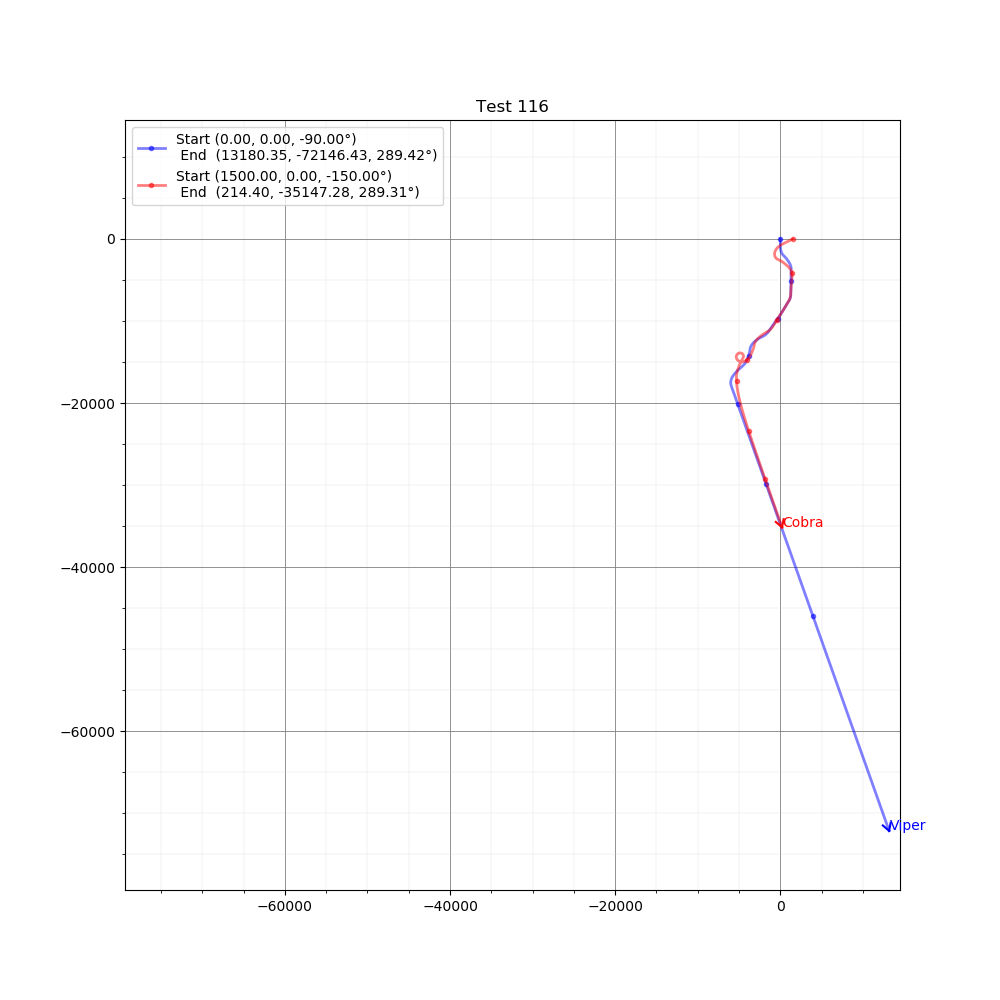 Test 116
Start (0.00, 0.00, -90.00°)
End  (13180.35, -72146.43, 289.42°)
Start (1500.00, 0.00, -150.00°)
End  (214.40, -35147.28, 289.31°)
0
−20000
−40000
−60000
Cobra
Viper
−60000
−40000
−20000
0